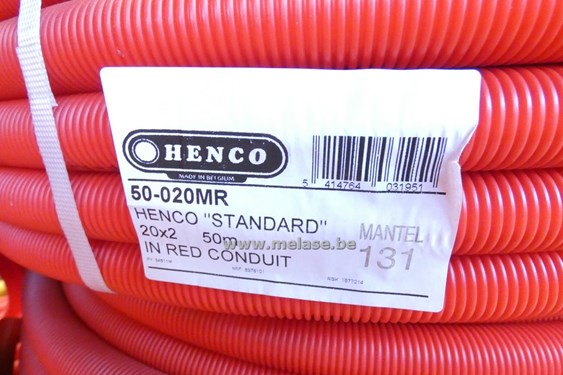 HENCO
MADE IN BELGIUM
5 414764 031951
50-020MR
HENCO "STANDARD"
20x2 50m
IN RED CONDUIT
MANTEL
131
www.melase.be